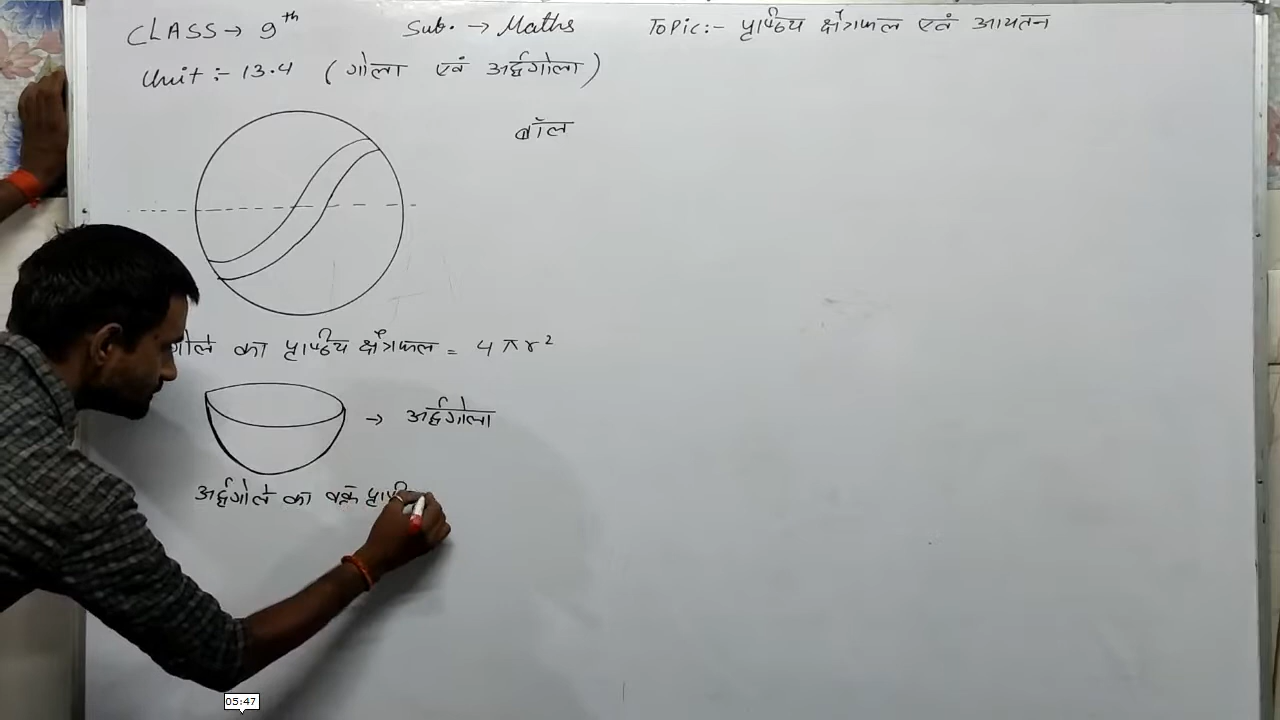 CLASS → 9th Sub. → Maths Topic:- पृष्ठीय क्षेत्रफल एवं आयतन
Unit :- 13.4 (गोला एवं अर्द्धगोला)
बॉल
गोले का पृष्ठीय क्षेत्रफल = 4πr²
→ अर्द्धगोला
अर्द्धगोले का वक्र पृष्ठी
05:47